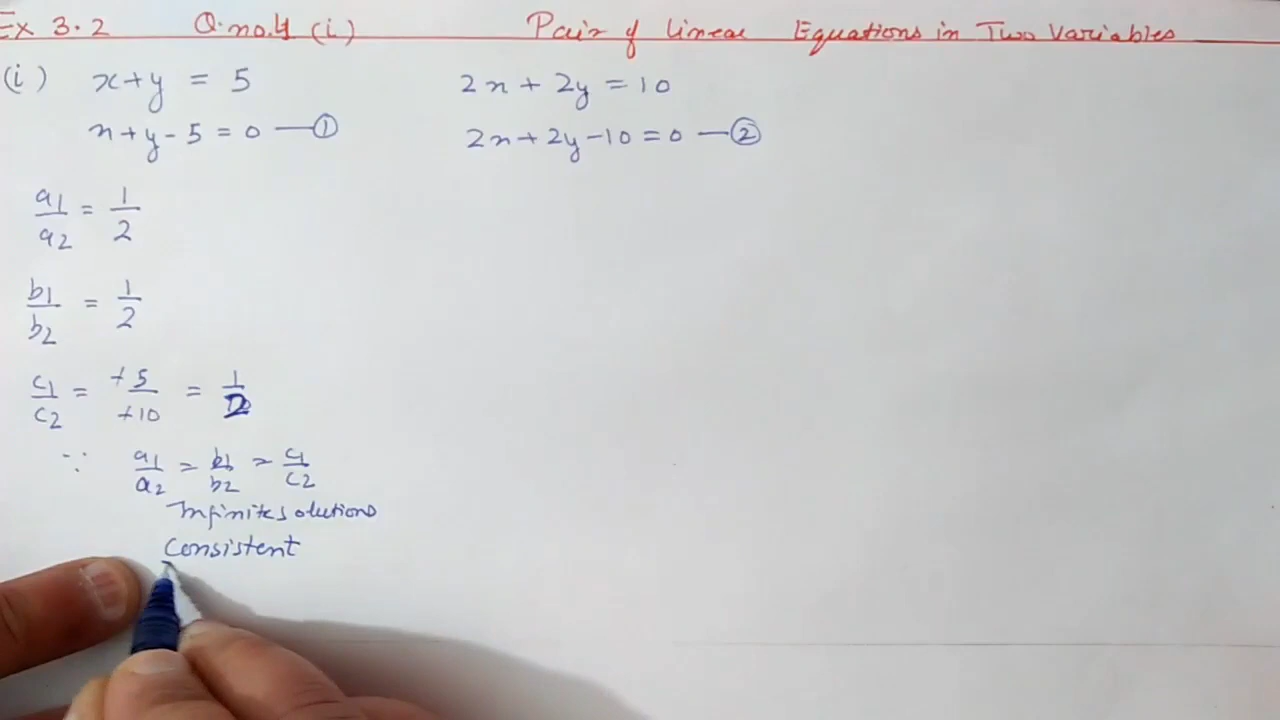 Ex 3.2 Q.no.4 (i) Pair of Linear Equations in Two Variables
(i) x+y = 5 2x + 2y = 10
x+y-5 = 0 —① 2x+2y-10 = 0 —②
a1/a2 = 1/2
b1/b2 = 1/2
c1/c2 = +5/+10 = 1/2
∵ a1/a2 = b1/b2 = c1/c2
Infinite solutions
Consistent